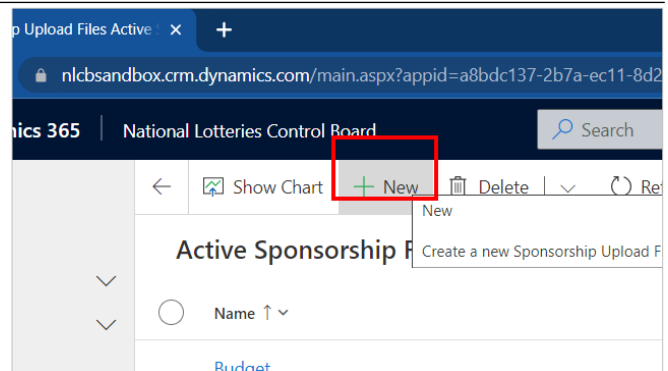 p Upload Files Active S
nlcbsandbox.crm.dynamics.com/main.aspx?appid=a8bdc137-2b7a-ec11-8d2
nics 365 National Lotteries Control Board Search
Show Chart New Delete Re
New
Create a new Sponsorship Upload F
Active Sponsorship F
Name
Budget